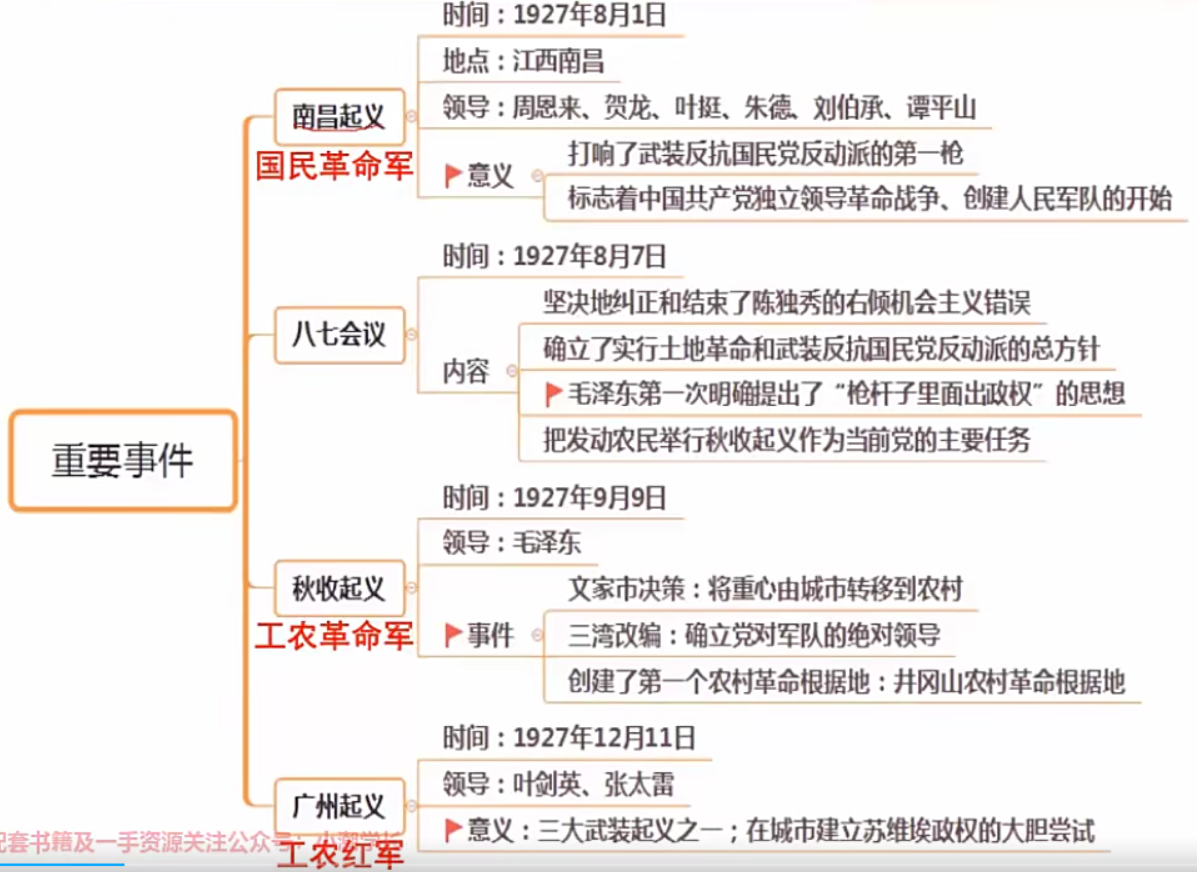 时间：1927年8月1日
地点：江西南昌
领导：周恩来、贺龙、叶挺、朱德、刘伯承、谭平山
南昌起义
国民革命军
意义
打响了武装反抗国民党反动派的第一枪
标志着中国共产党独立领导革命战争、创建人民军队的开始
时间：1927年8月7日
八七会议
内容
坚决地纠正和结束了陈独秀的右倾机会主义错误
确立了实行土地革命和武装反抗国民党反动派的总方针
毛泽东第一次明确提出了“枪杆子里面出政权”的思想
把发动农民举行秋收起义作为当前党的主要任务
重要事件
时间：1927年9月9日
领导：毛泽东
秋收起义
工农革命军
事件
文家市决策：将重心由城市转移到农村
三湾改编：确立党对军队的绝对领导
创建了第一个农村革命根据地：井冈山农村革命根据地
时间：1927年12月11日
领导：叶剑英、张太雷
广州起义
意义：三大武装起义之一；在城市建立苏维埃政权的大胆尝试
套书籍及一手资源关注公众号：
工农红军